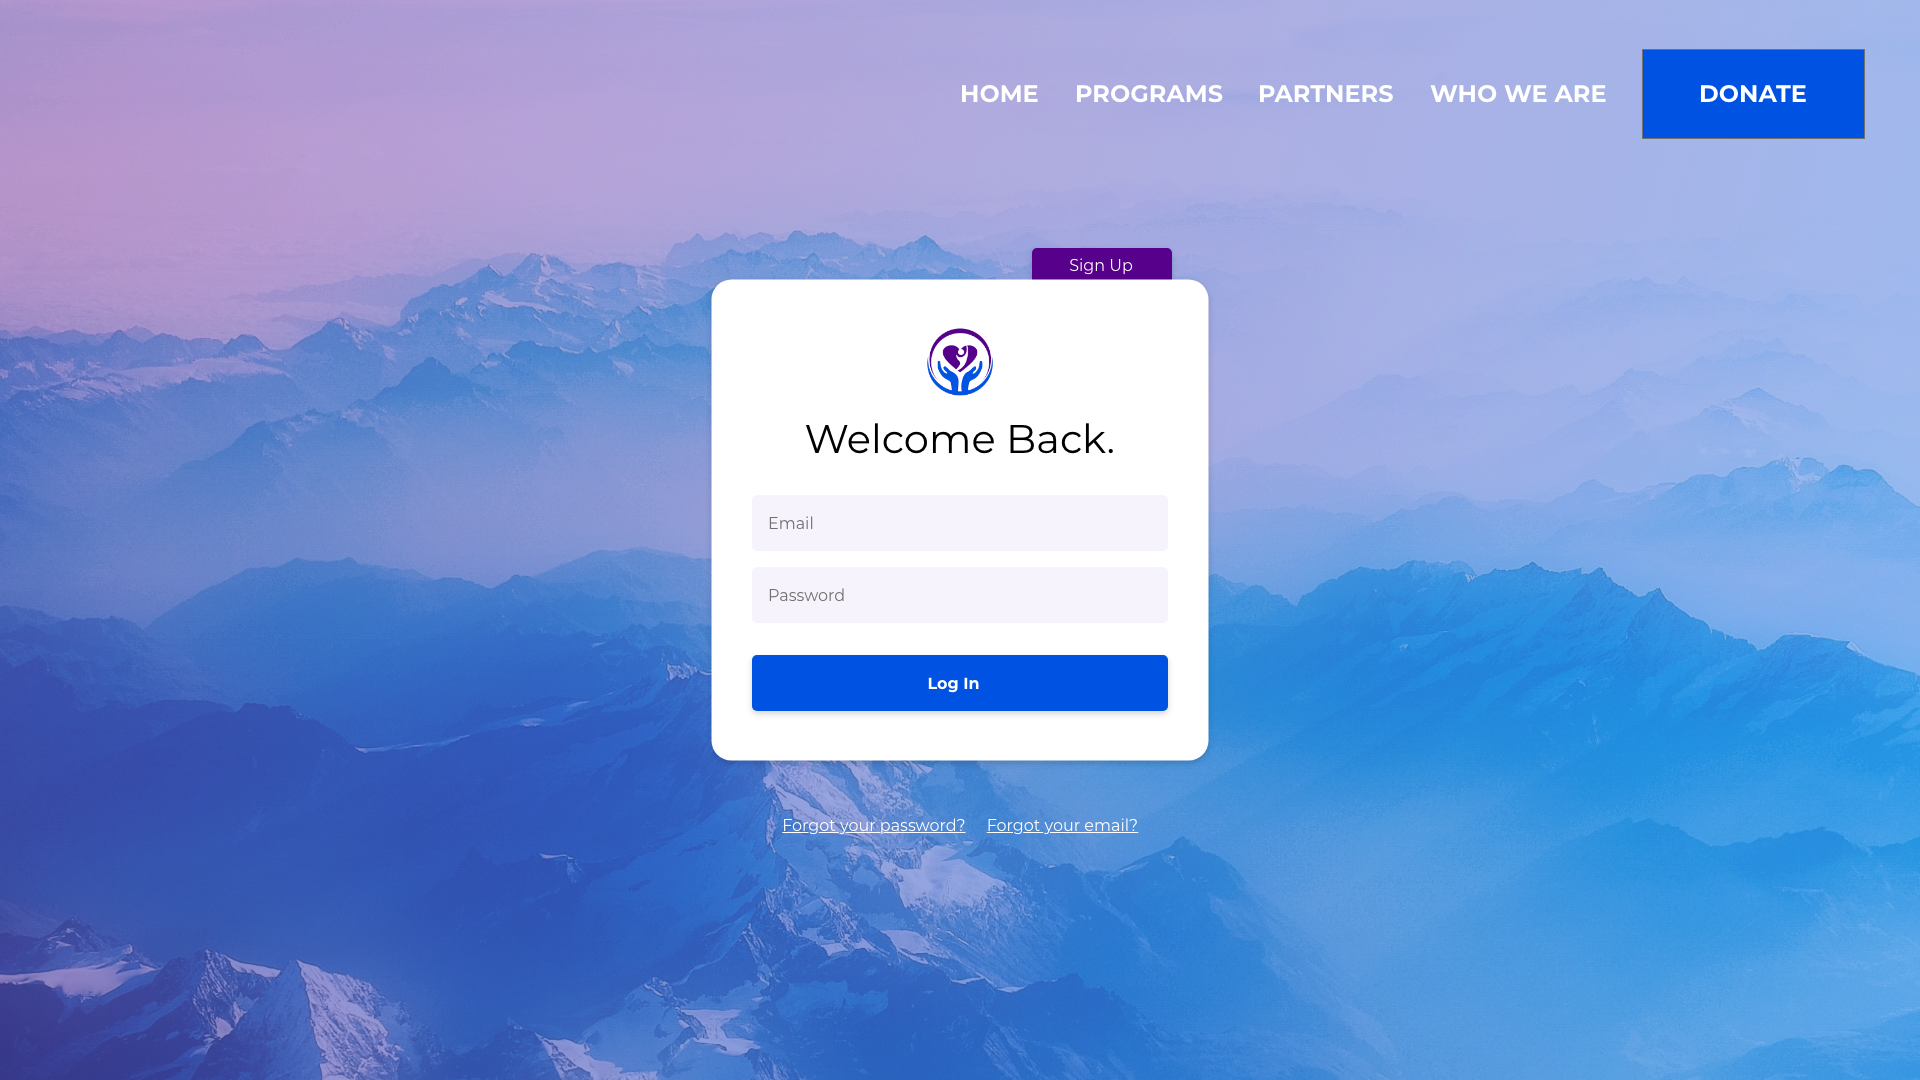 HOME PROGRAMS PARTNERS WHO WE ARE DONATE
Sign Up
Welcome Back.
Email
Password
Log In
Forgot your password? Forgot your email?